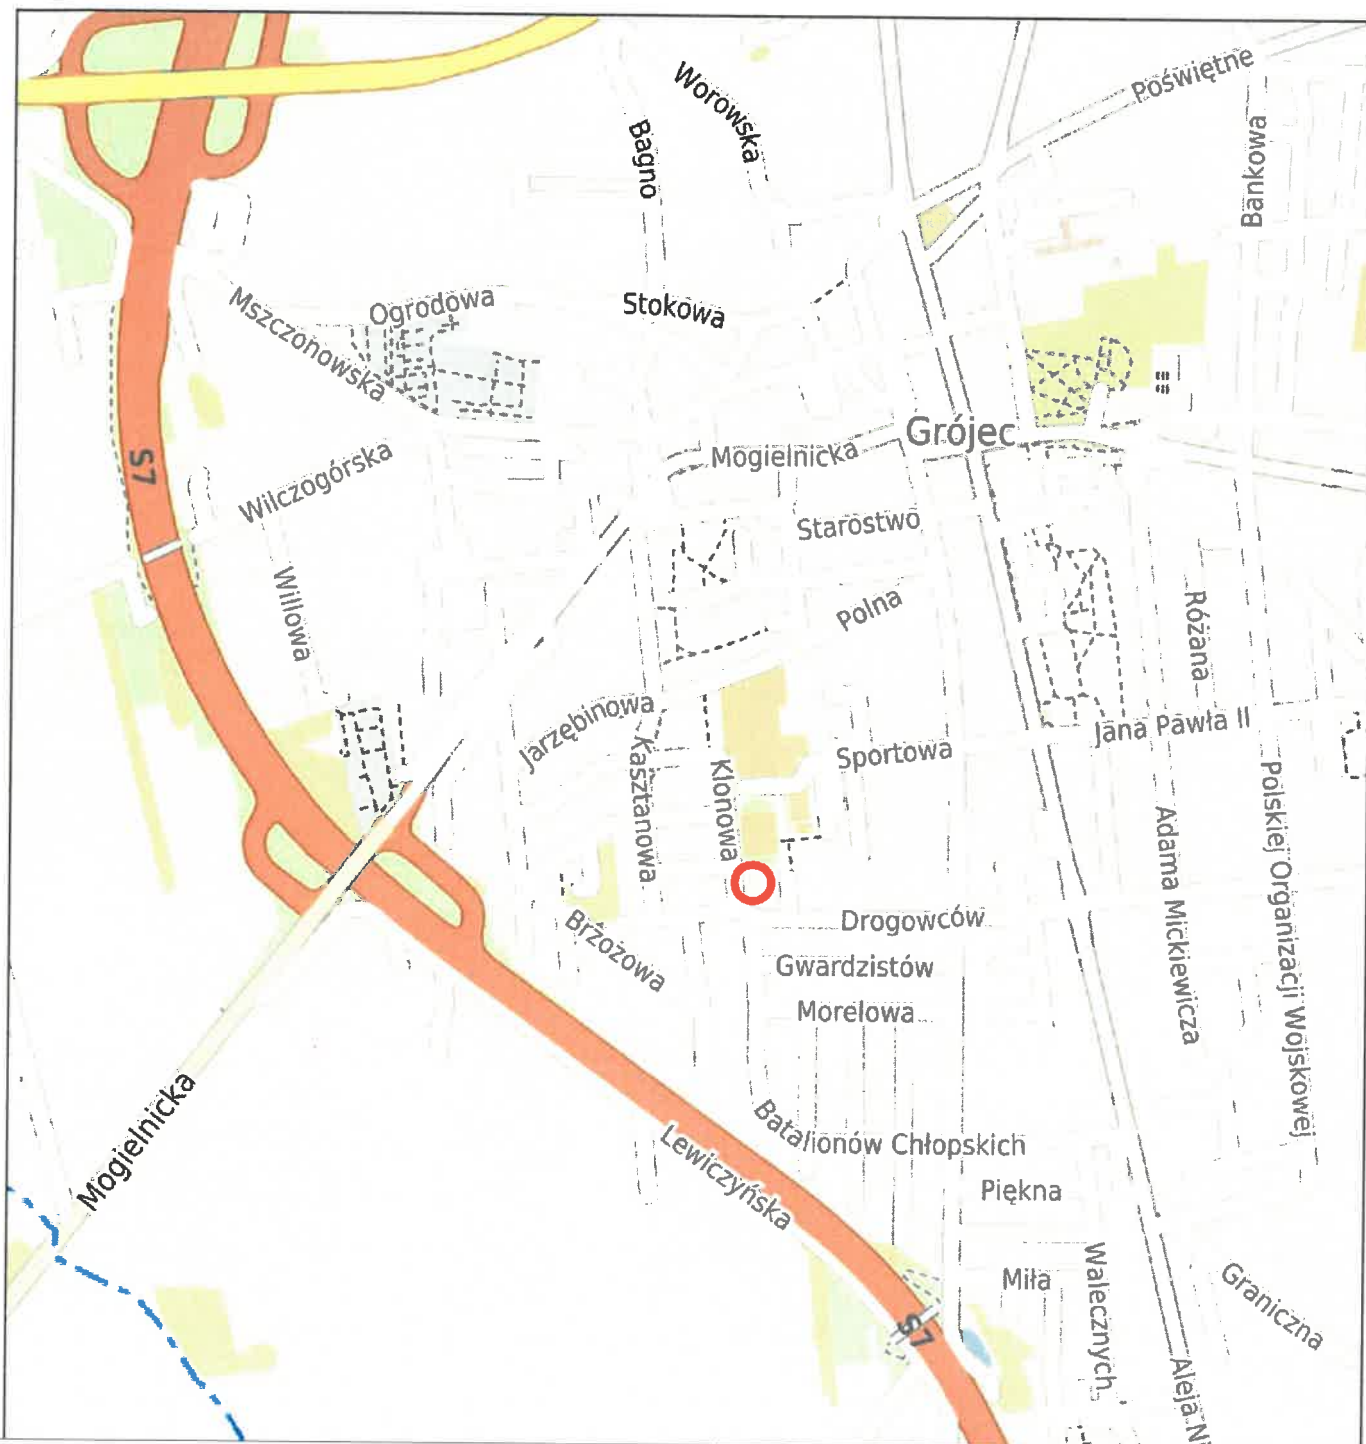 Poświętne
Worowska
Bagno
Bankowa
Ogrodowa
Stokowa
Mszczonowska
Grójec
Mogielnicka
S7
Wilczogórska
Starostwo
Willowa
Polna
Różana
Jarzębinowa
Jana Pawła II
Kasztanowa
Klonowa
Sportowa
Adama Mickiewicza
Polskiej Organizacji Wojskowej
Brzozowa
Drogowców
Gwardzistów
Morelowa
Mogielnicka
Batalionów Chłopskich
Lewiczyńska
Piękna
Miła
Walecznych
Graniczna
S7
Aleja Ni